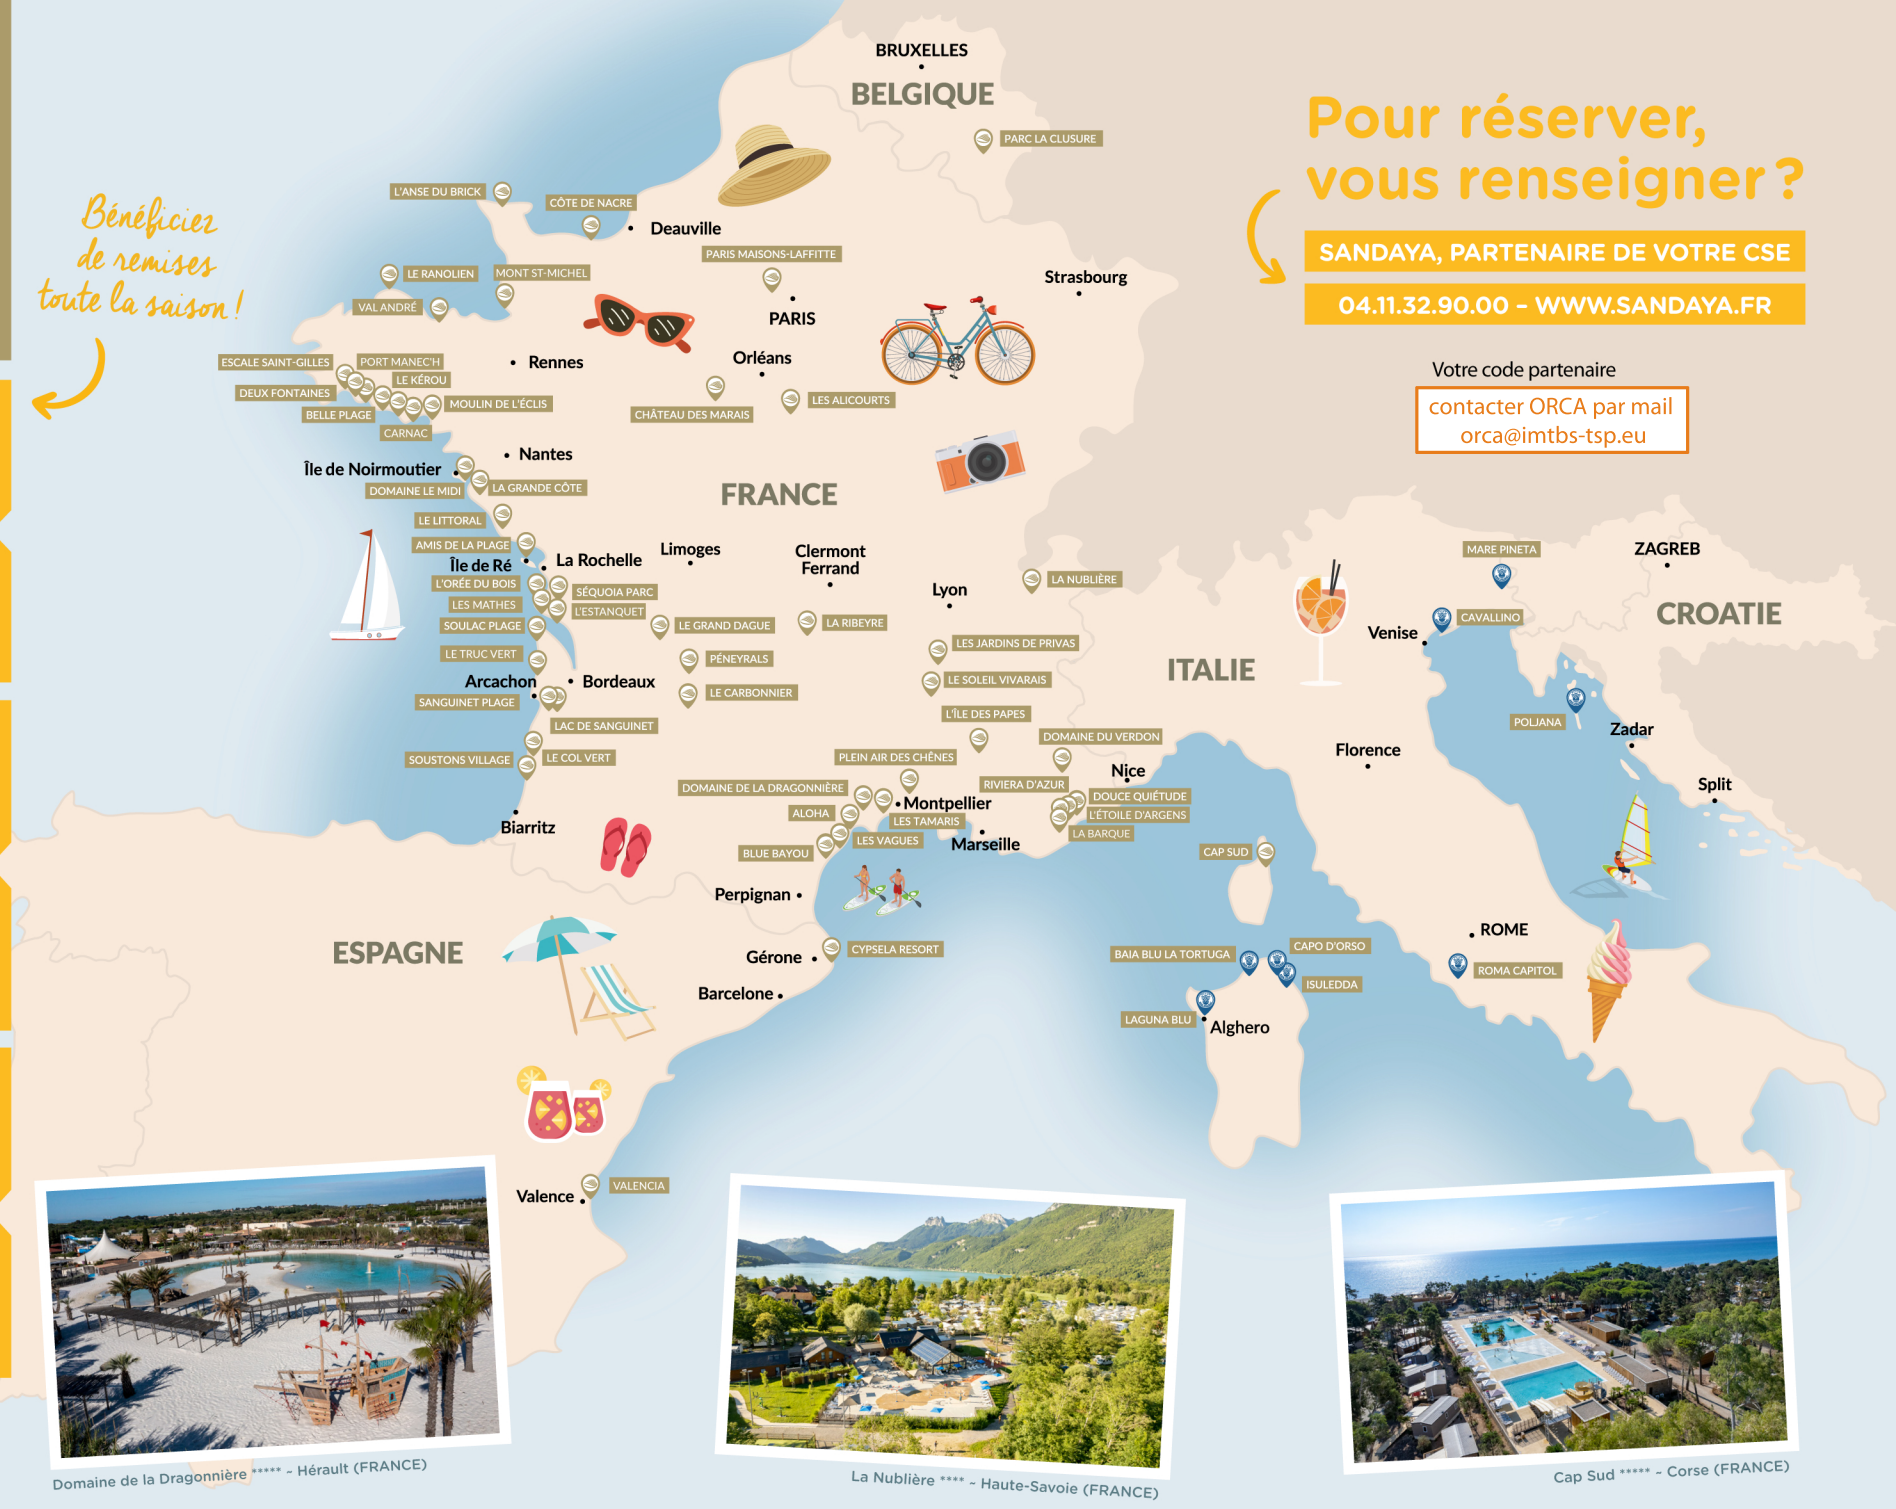 BRUXELLES
BELGIQUE
PARC LA CLUSURE
Pour réserver,
vous renseigner ?
SANDAYA, PARTENAIRE DE VOTRE CSE
04.11.32.90.00 – WWW.SANDAYA.FR
Votre code partenaire
contacter ORCA par mail
orca@imtbs-tsp.eu
Bénéficiez
de remises
toute la saison !
L'ANSE DU BRICK
CÔTE DE NACRE
Deauville
PARIS MAISONS-LAFFITTE
LE RANOLIEN
MONT ST-MICHEL
VAL ANDRÉ
PARIS
Strasbourg
ESCALE SAINT-GILLES
PORT MANEC'H
Rennes
Orléans
LE KÉROU
DEUX FONTAINES
BELLE PLAGE
MOULIN DE L'ÉCLIS
CARNAC
CHÂTEAU DES MARAIS
LES ALICOURTS
Nantes
Île de Noirmoutier
DOMAINE LE MIDI
LA GRANDE CÔTE
FRANCE
LE LITTORAL
AMIS DE LA PLAGE
Île de Ré
La Rochelle
Limoges
Clermont
Ferrand
L'ORÉE DU BOIS
SÉQUOIA PARC
LES MATHES
L'ESTANQUET
Lyon
LA NUBLIÈRE
SOULAC PLAGE
LE GRAND DAGUE
LA RIBEYRE
LES JARDINS DE PRIVAS
LE TRUC VERT
PÉNEYRALS
Arcachon
Bordeaux
LE SOLEIL VIVARAIS
SANGUINET PLAGE
LE CARBONNIER
LAC DE SANGUINET
L'ÎLE DES PAPES
DOMAINE DU VERDON
SOUSTONS VILLAGE
LE COL VERT
PLEIN AIR DES CHÊNES
Nice
DOMAINE DE LA DRAGONNIÈRE
RIVIERA D'AZUR
DOUCE QUIÉTUDE
Montpellier
ALOHA
LES TAMARIS
L'ÉTOILE D'ARGENS
LA BARQUE
Biarritz
BLUE BAYOU
LES VAGUES
Marseille
Perpignan
MARE PINETA
ZAGREB
CAVALLINO
CROATIE
Venise
ITALIE
POLJANA
Zadar
Florence
Split
CAP SUD
ROME
ROMA CAPITOL
CAPO D'ORSO
BAIA BLU LA TORTUGA
ISULEDDA
LAGUNA BLU
Alghero
ESPAGNE
CYPSELA RESORT
Gérone
Barcelone
Valence
VALENCIA
Domaine de la Dragonnière ***** ~ Hérault (FRANCE)
La Nublière **** ~ Haute-Savoie (FRANCE)
Cap Sud ***** ~ Corse (FRANCE)